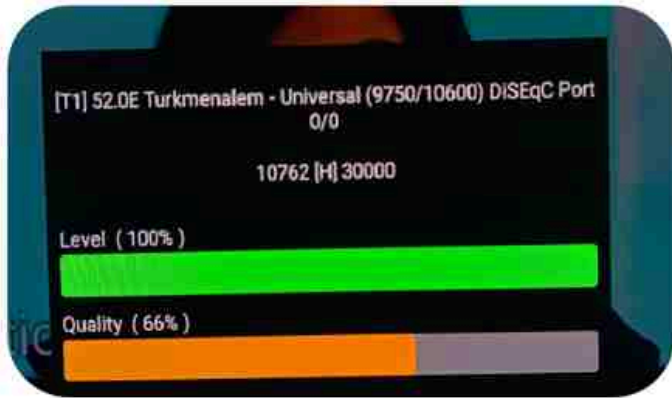 [T1] 52.0E Turkmenalem - Universal (9750/10600) DiSEqC Port
0/0
10762 [H] 30000
Level ( 100% )
Quality ( 66% )